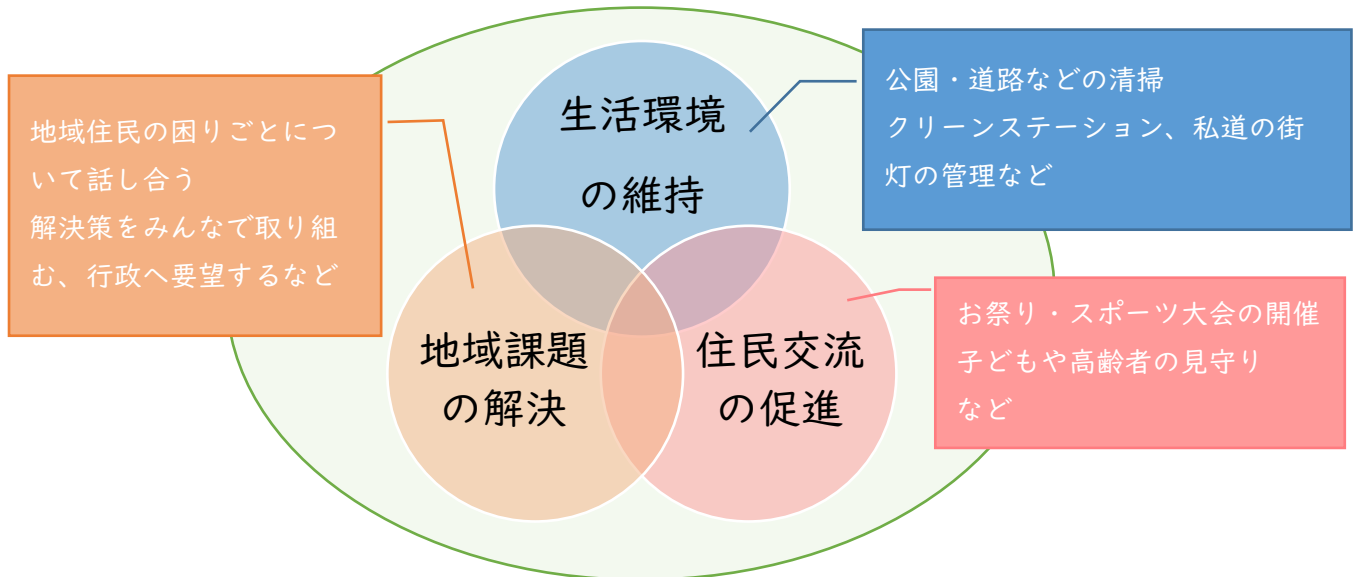 生活環境
の維持
公園・道路などの清掃
クリーンステーション、私道の街
灯の管理など
地域住民の困りごとにつ
いて話し合う
解決策をみんなで取り組
む、行政へ要望するなど
地域課題
の解決
住民交流
の促進
お祭り・スポーツ大会の開催
子どもや高齢者の見守り
など